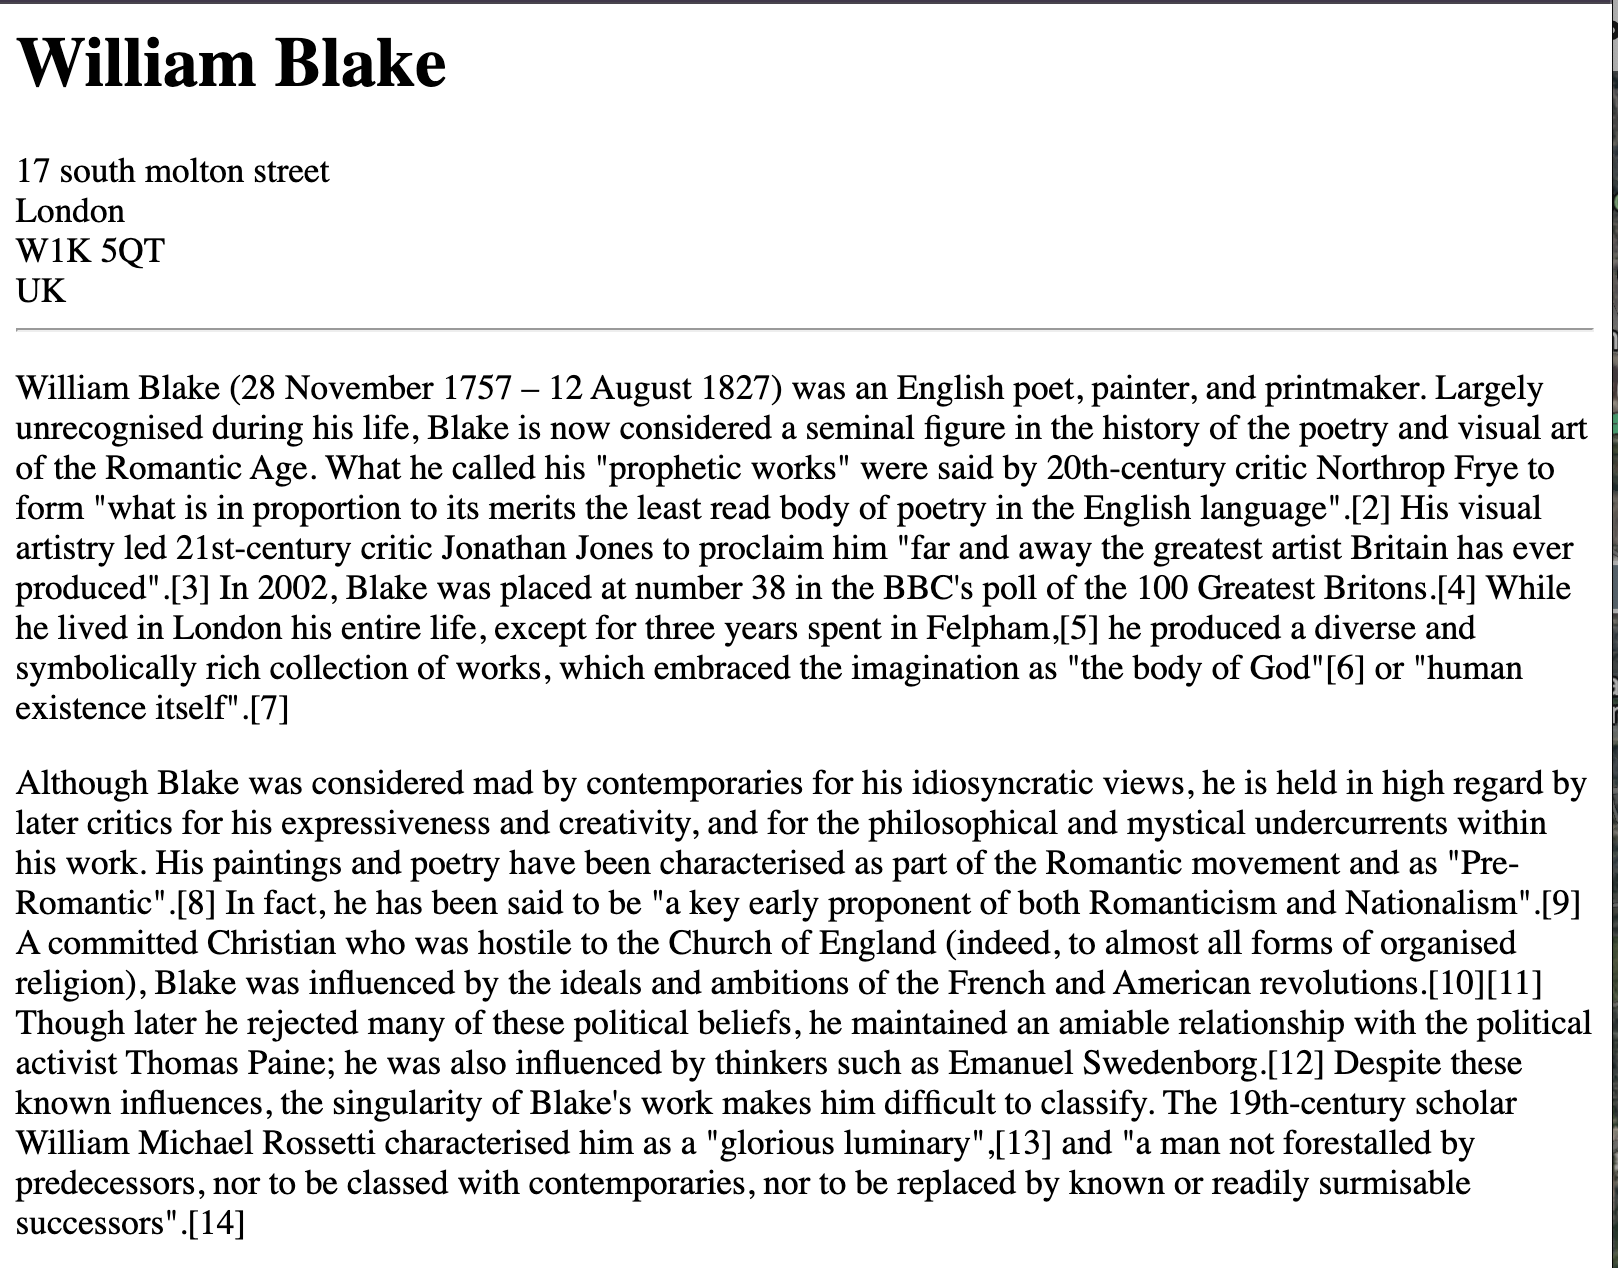 William Blake
17 south molton street
London
W1K 5QT
UK
William Blake (28 November 1757 – 12 August 1827) was an English poet, painter, and printmaker. Largely
unrecognised during his life, Blake is now considered a seminal figure in the history of the poetry and visual art
of the Romantic Age. What he called his "prophetic works" were said by 20th-century critic Northrop Frye to
form "what is in proportion to its merits the least read body of poetry in the English language".[2] His visual
artistry led 21st-century critic Jonathan Jones to proclaim him "far and away the greatest artist Britain has ever
produced".[3] In 2002, Blake was placed at number 38 in the BBC's poll of the 100 Greatest Britons.[4] While
he lived in London his entire life, except for three years spent in Felpham,[5] he produced a diverse and
symbolically rich collection of works, which embraced the imagination as "the body of God"[6] or "human
existence itself".[7]
Although Blake was considered mad by contemporaries for his idiosyncratic views, he is held in high regard by
later critics for his expressiveness and creativity, and for the philosophical and mystical undercurrents within
his work. His paintings and poetry have been characterised as part of the Romantic movement and as "Pre-
Romantic".[8] In fact, he has been said to be "a key early proponent of both Romanticism and Nationalism".[9]
A committed Christian who was hostile to the Church of England (indeed, to almost all forms of organised
religion), Blake was influenced by the ideals and ambitions of the French and American revolutions.[10][11]
Though later he rejected many of these political beliefs, he maintained an amiable relationship with the political
activist Thomas Paine; he was also influenced by thinkers such as Emanuel Swedenborg.[12] Despite these
known influences, the singularity of Blake's work makes him difficult to classify. The 19th-century scholar
William Michael Rossetti characterised him as a "glorious luminary",[13] and "a man not forestalled by
predecessors, nor to be classed with contemporaries, nor to be replaced by known or readily surmisable
successors".[14]